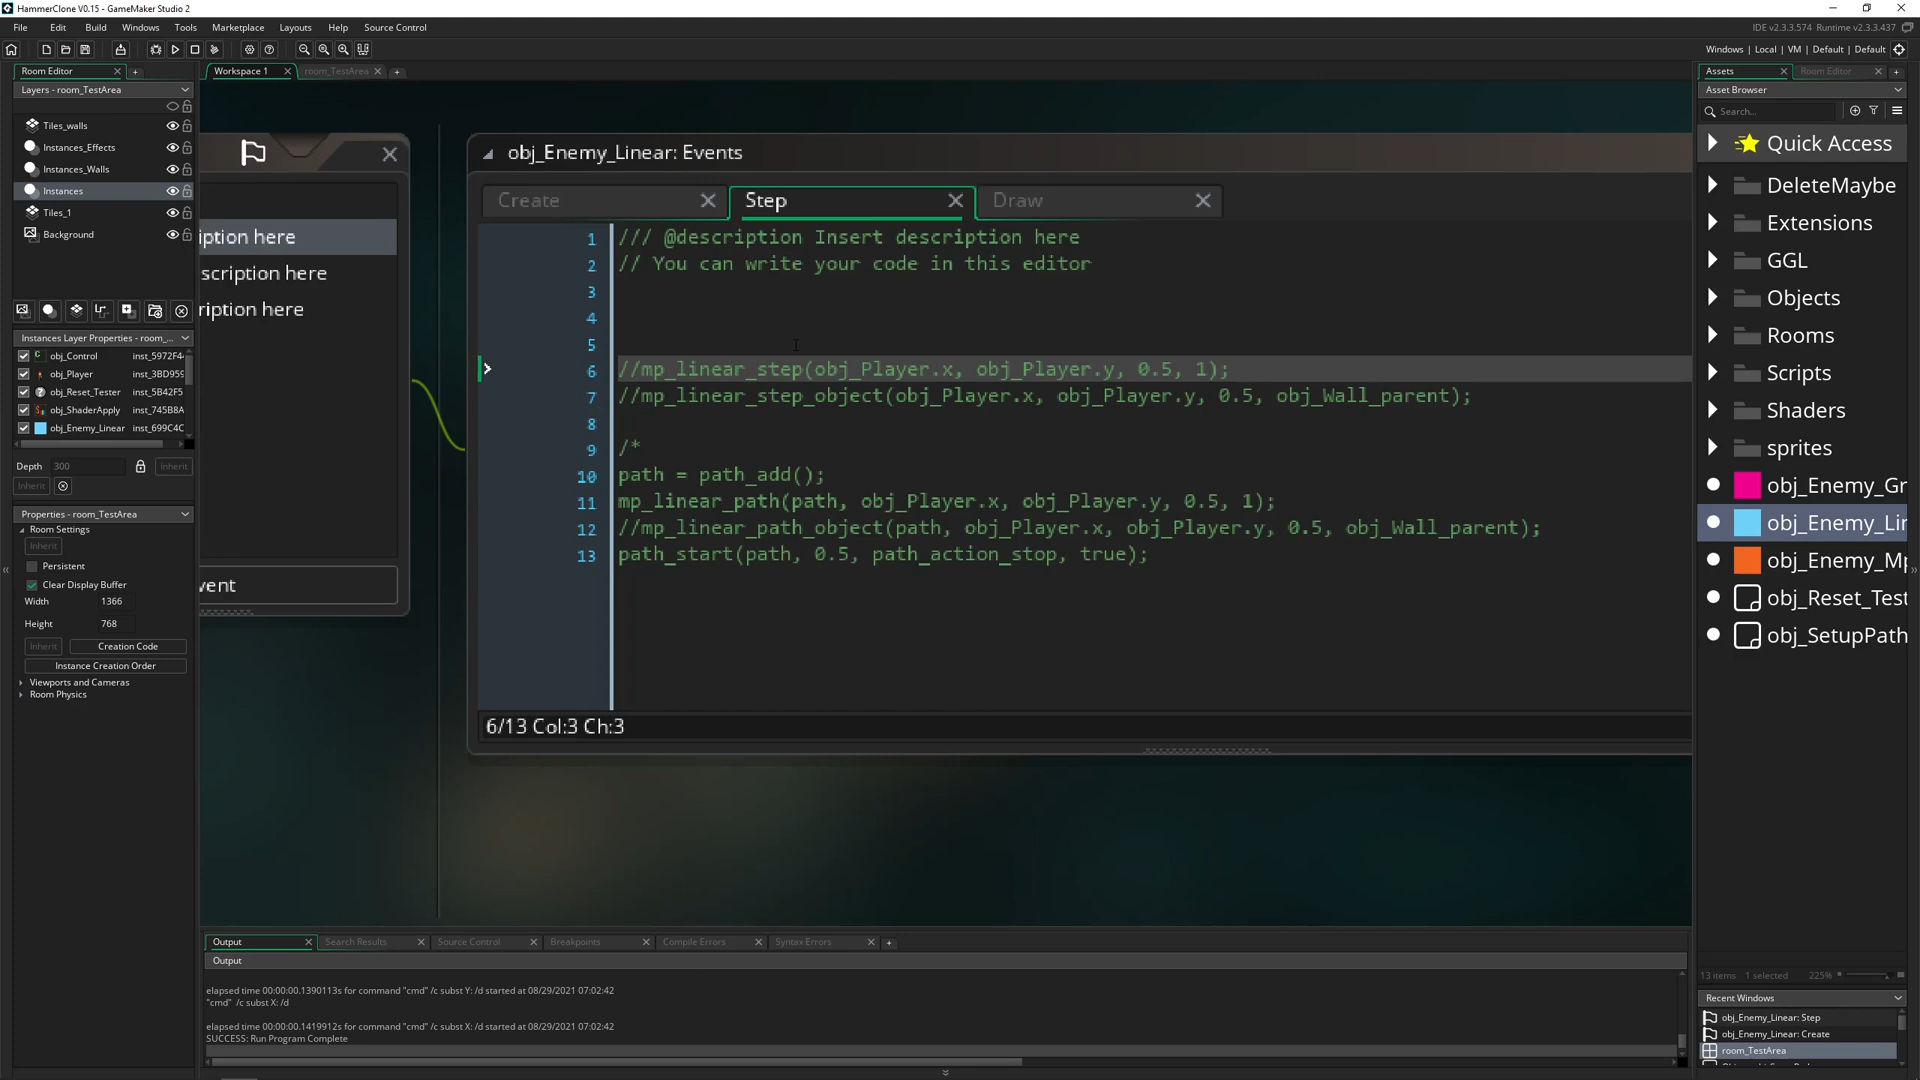 HammerClone V0.15 - GameMaker Studio 2
File Edit Build Windows Tools Marketplace Layouts Source Control
IDE v2.3.3.574 Runtime v2.3.3.437
Windows | Local | VM | Default | Default
Room Editor
Workspace 1
room_TestArea
Assets
Room Editor
Layers - room_TestArea
Tiles_walls
Instances_Effects
Instances_Walls
Instances
Tiles_1
Background
Instances Layer Properties - room_...
obj_Control inst_5972F4
obj_Player inst_3BD959
obj_Reset_Tester inst_5B42F5
obj_ShaderApply inst_745B8A
obj_Enemy_Linear inst_699C4C
Depth 300 Inherit
Inherit
Properties - room_TestArea
Room Settings
Inherit
Persistent
Clear Display Buffer
Width 1366
Height 768
Inherit Creation Code
Instance Creation Order
Viewports and Cameras
Room Physics
iption here
scription here
ription here
vent
obj_Enemy_Linear: Events
Create Step Draw
1 /// @description Insert description here
2 // You can write your code in this editor
3
4
5
6 //mp_linear_step(obj_Player.x, obj_Player.y, 0.5, 1);
7 //mp_linear_step_object(obj_Player.x, obj_Player.y, 0.5, obj_Wall_parent);
8
9 /*
10 path = path_add();
11 mp_linear_path(path, obj_Player.x, obj_Player.y, 0.5, 1);
12 //mp_linear_path_object(path, obj_Player.x, obj_Player.y, 0.5, obj_Wall_parent);
13 path_start(path, 0.5, path_action_stop, true);
6/13 Col:3 Ch:3
Output Search Results Source Control Breakpoints Compile Errors Syntax Errors
Output
elapsed time 00:00:00.1390113s for command "cmd" /c subst Y: /d started at 08/29/2021 07:02:42
"cmd" /c subst X: /d
elapsed time 00:00:00.1419912s for command "cmd" /c subst X: /d started at 08/29/2021 07:02:42
SUCCESS: Run Program Complete
Asset Browser
Search...
Quick Access
DeleteMaybe
Extensions
GGL
Objects
Rooms
Scripts
Shaders
sprites
obj_Enemy_Gr
obj_Enemy_Lir
obj_Enemy_Mp
obj_Reset_Test
obj_SetupPath
13 items 1 selected 225%
Recent Windows
obj_Enemy_Linear: Step
obj_Enemy_Linear: Create
room_TestArea